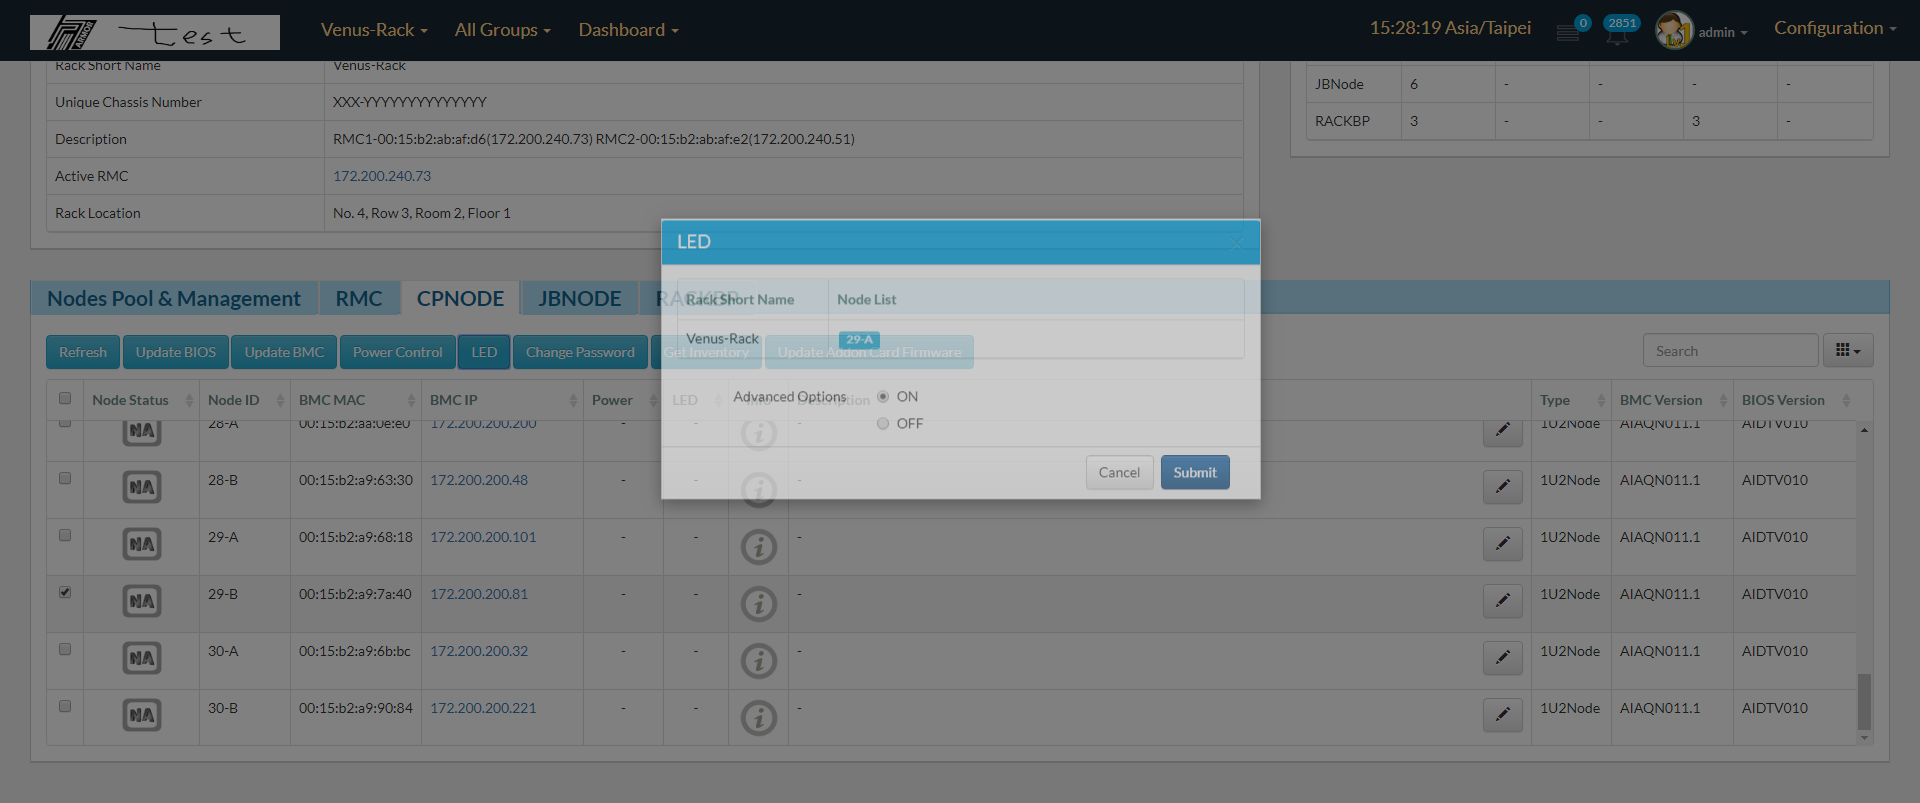 ARMOR test Venus-Rack All Groups Dashboard 15:28:19 Asia/Taipei 0 2851 admin Configuration
Rack Short Name Venus-Rack
Unique Chassis Number XXX-YYYYYYYYYYYYYY
Description RMC1-00:15:b2:ab:af:d6(172.200.240.73) RMC2-00:15:b2:ab:af:e2(172.200.240.51)
Active RMC 172.200.240.73
Rack Location No. 4, Row 3, Room 2, Floor 1
JBNode 6 - - - -
RACKBP 3 - - 3 -
LED
Rack Short Name Node List
Venus-Rack 29-A
Advanced Options ON
OFF
Cancel Submit
Nodes Pool & Management RMC CPNODE JBNODE RACKBP
Refresh Update BIOS Update BMC Power Control LED Change Password Get Inventory Update Addon Card Firmware Search
Node Status Node ID BMC MAC BMC IP Power LED Info Description Type BMC Version BIOS Version
NA 28-A 00:15:b2:aa:0e:e0 172.200.200.200 - - - 1U2Node AIAQN011.1 AIDTV010
NA 28-B 00:15:b2:a9:63:30 172.200.200.48 - - - 1U2Node AIAQN011.1 AIDTV010
NA 29-A 00:15:b2:a9:68:18 172.200.200.101 - - - 1U2Node AIAQN011.1 AIDTV010
NA 29-B 00:15:b2:a9:7a:40 172.200.200.81 - - - 1U2Node AIAQN011.1 AIDTV010
NA 30-A 00:15:b2:a9:6b:bc 172.200.200.32 - - - 1U2Node AIAQN011.1 AIDTV010
NA 30-B 00:15:b2:a9:90:84 172.200.200.221 - - - 1U2Node AIAQN011.1 AIDTV010